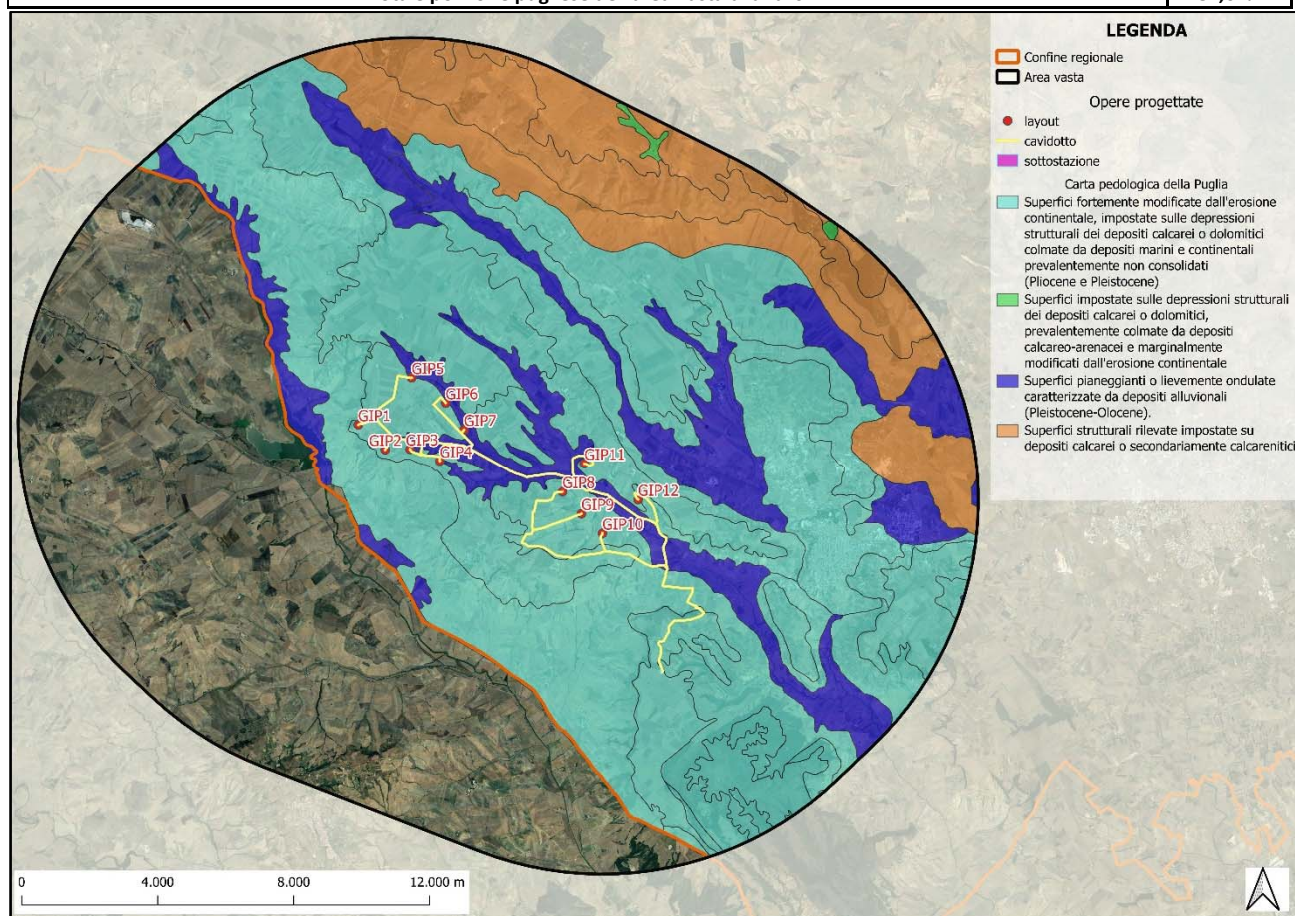 LEGENDA
Confine regionale
Area vasta
Opere progettate
layout
cavidotto
sottostazione
Carta pedologica della Puglia
Superfici fortemente modificate dall'erosione
continentale, impostate sulle depressioni
strutturali dei depositi calcarei o dolomitici
colmate da depositi marini e continentali
prevalentemente non consolidati
(Pliocene e Pleistocene)
Superfici impostate sulle depressioni strutturali
dei depositi calcarei o dolomitici,
prevalentemente colmate da depositi
calcareo-arenacei e marginalmente
modificati dall'erosione continentale
Superfici pianeggianti o lievemente ondulate
caratterizzate da depositi alluvionali
(Pleistocene-Olocene).
Superfici strutturali rilevate impostate su
depositi calcarei o secondariamente calcarenitici
GIP5
GIP6
GIP1
GIP7
GIP2
GIP3
GIP4
GIP11
GIP8
GIP12
GIP9
GIP10
0 4.000 8.000 12.000 m